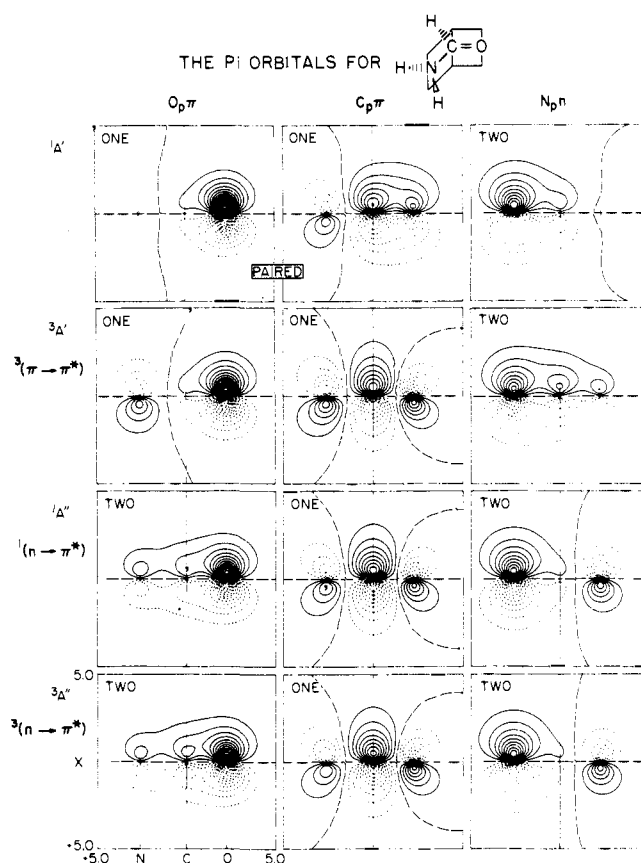 THE Pi ORBITALS FOR
H
H N C=O
H
Opπ Cpπ Npn
¹A′ ONE ONE TWO
PAIRED
³A′ ONE ONE TWO
³(π→π*)
¹A″ TWO ONE TWO
¹(n→π*)
5.0
³A″ TWO ONE TWO
³(n→π*)
X
+5.0
+5.0 N C O 5.0